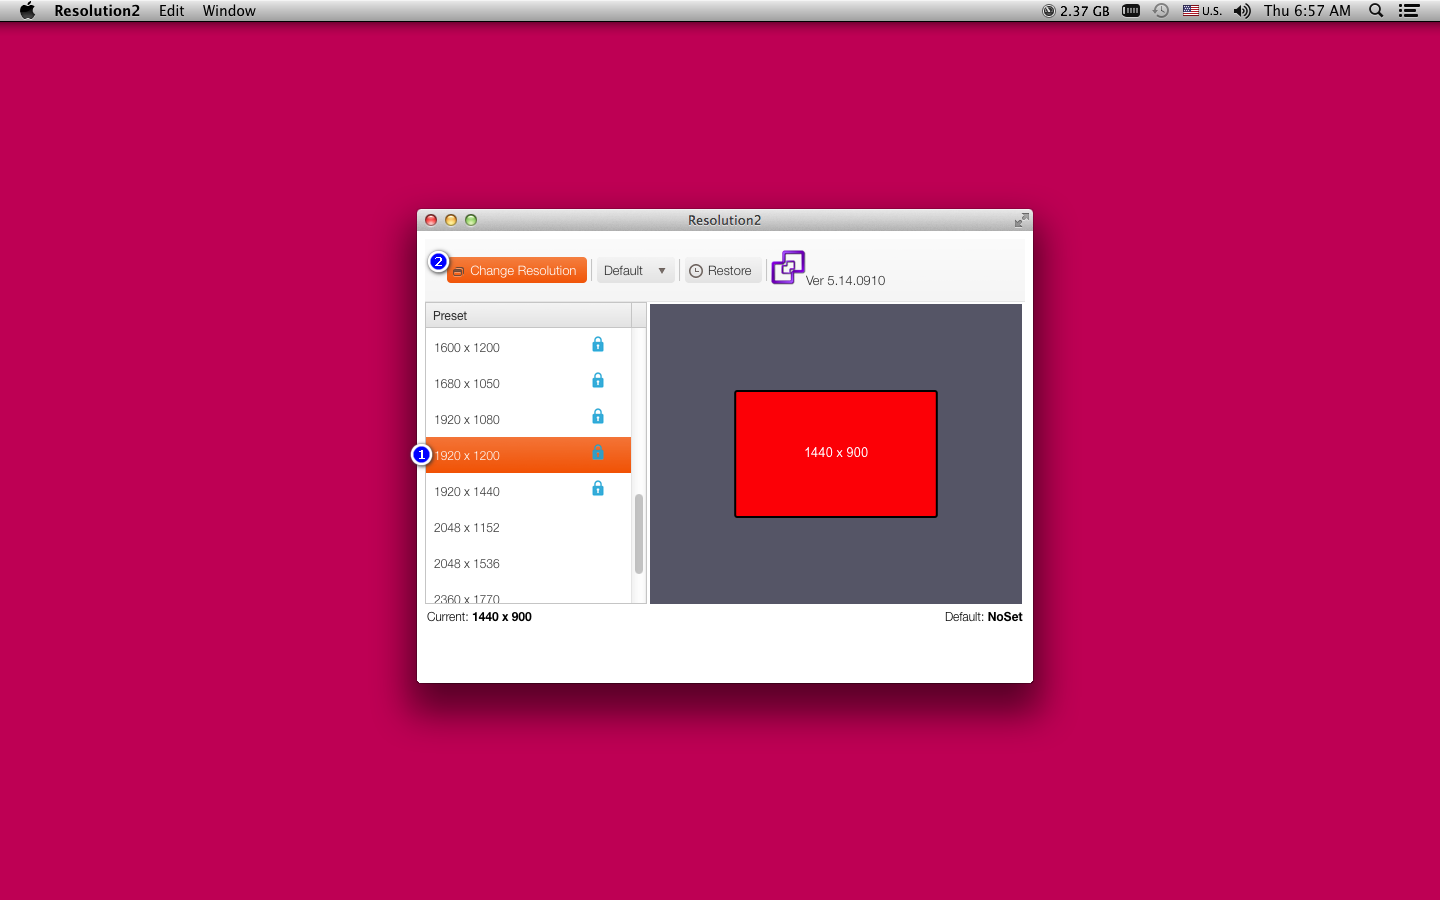 Resolution2 Edit Window 2.37 GB U.S. Thu 6:57 AM
Resolution2
2 Change Resolution Default Restore Ver 5.14.0910
Preset
1600 x 1200
1680 x 1050
1920 x 1080
1 1920 x 1200
1920 x 1440
2048 x 1152
2048 x 1536
2360 x 1770
1440 x 900
Current: 1440 x 900
Default: NoSet